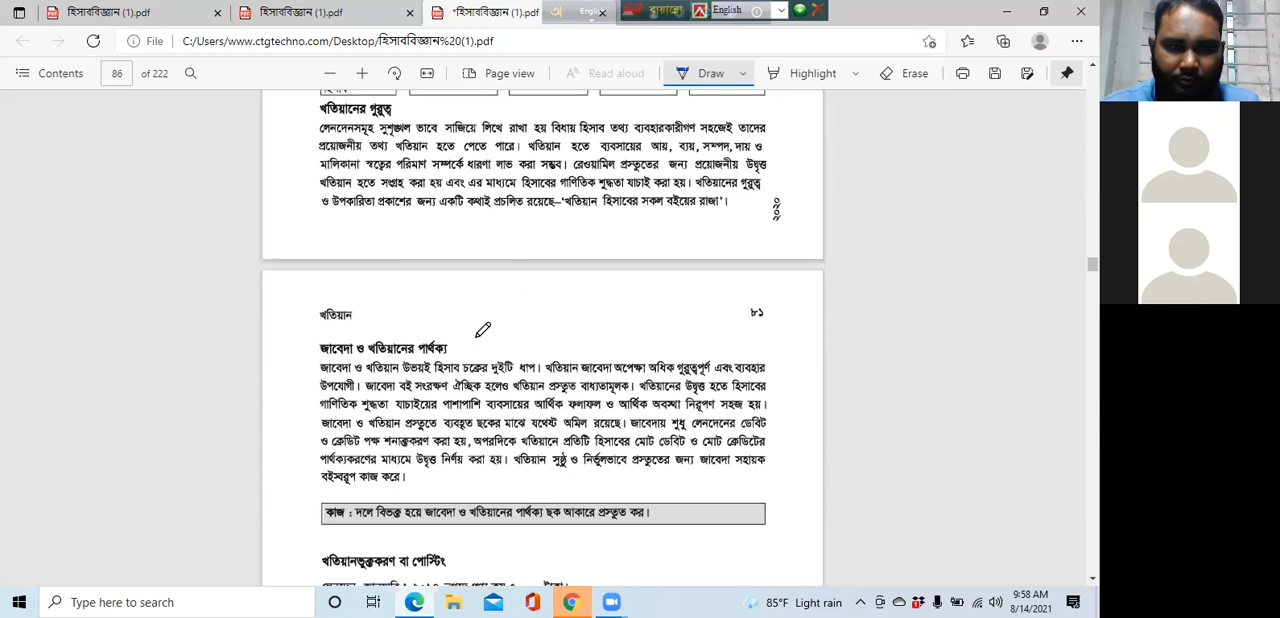 হিসাববিজ্ঞান (1).pdf
হিসাববিজ্ঞান (1).pdf
*হিসাববিজ্ঞান (1).pdf
English
English
File
C:/Users/www.ctgtechno.com/Desktop/হিসাববিজ্ঞান%20(1).pdf
Contents
86
of 222
Page view
Read aloud
Draw
Highlight
Erase
খতিয়ানের গুরুত্ব
লেনদেনসমূহ সুশৃঙ্খল ভাবে সাজিয়ে লিখে রাখা হয় বিধায় হিসাব তথ্য ব্যবহারকারীগণ সহজেই তাদের
প্রয়োজনীয় তথ্য খতিয়ান হতে পেতে পারে। খতিয়ান হতে ব্যবসায়ের আয়, ব্যয়, সম্পদ, দায় ও
মালিকানা স্বত্বের পরিমাণ সম্পর্কে ধারণা লাভ করা সম্ভব। রেওয়ামিল প্রস্তুতের জন্য প্রয়োজনীয় উদ্বৃত্ত
খতিয়ান হতে সংগ্রহ করা হয় এবং এর মাধ্যমে হিসাবের গাণিতিক শুদ্ধতা যাচাই করা হয়। খতিয়ানের গুরুত্ব
ও উপকারিতা প্রকাশের জন্য একটি কথাই প্রচলিত রয়েছে–‘খতিয়ান হিসাবের সকল বইয়ের রাজা’।
২০২০
খতিয়ান
৮১
জাবেদা ও খতিয়ানের পার্থক্য
জাবেদা ও খতিয়ান উভয়ই হিসাব চক্রের দুইটি ধাপ। খতিয়ান জাবেদা অপেক্ষা অধিক গুরুত্বপূর্ণ এবং ব্যবহার
উপযোগী। জাবেদা বই সংরক্ষণ ঐচ্ছিক হলেও খতিয়ান প্রস্তুত বাধ্যতামূলক। খতিয়ানের উদ্বৃত্ত হতে হিসাবের
গাণিতিক শুদ্ধতা যাচাইয়ের পাশাপাশি ব্যবসায়ের আর্থিক ফলাফল ও আর্থিক অবস্থা নিরূপণ সহজ হয়।
জাবেদা ও খতিয়ান প্রস্তুতে ব্যবহৃত ছকের মাঝে যথেষ্ট অমিল রয়েছে। জাবেদায় শুধু লেনদেনের ডেবিট
ও ক্রেডিট পক্ষ শনাক্তকরণ করা হয়, অপরদিকে খতিয়ানে প্রতিটি হিসাবের মোট ডেবিট ও মোট ক্রেডিটের
পার্থক্যকরণের মাধ্যমে উদ্বৃত্ত নির্ণয় করা হয়। খতিয়ান সুষ্ঠু ও নির্ভুলভাবে প্রস্তুতের জন্য জাবেদা সহায়ক
বইস্বরূপ কাজ করে।
কাজ : দলে বিভক্ত হয়ে জাবেদা ও খতিয়ানের পার্থক্য ছক আকারে প্রস্তুত কর।
খতিয়ানভুক্তকরণ বা পোস্টিং
Type here to search
85°F Light rain
9:58 AM
8/14/2021